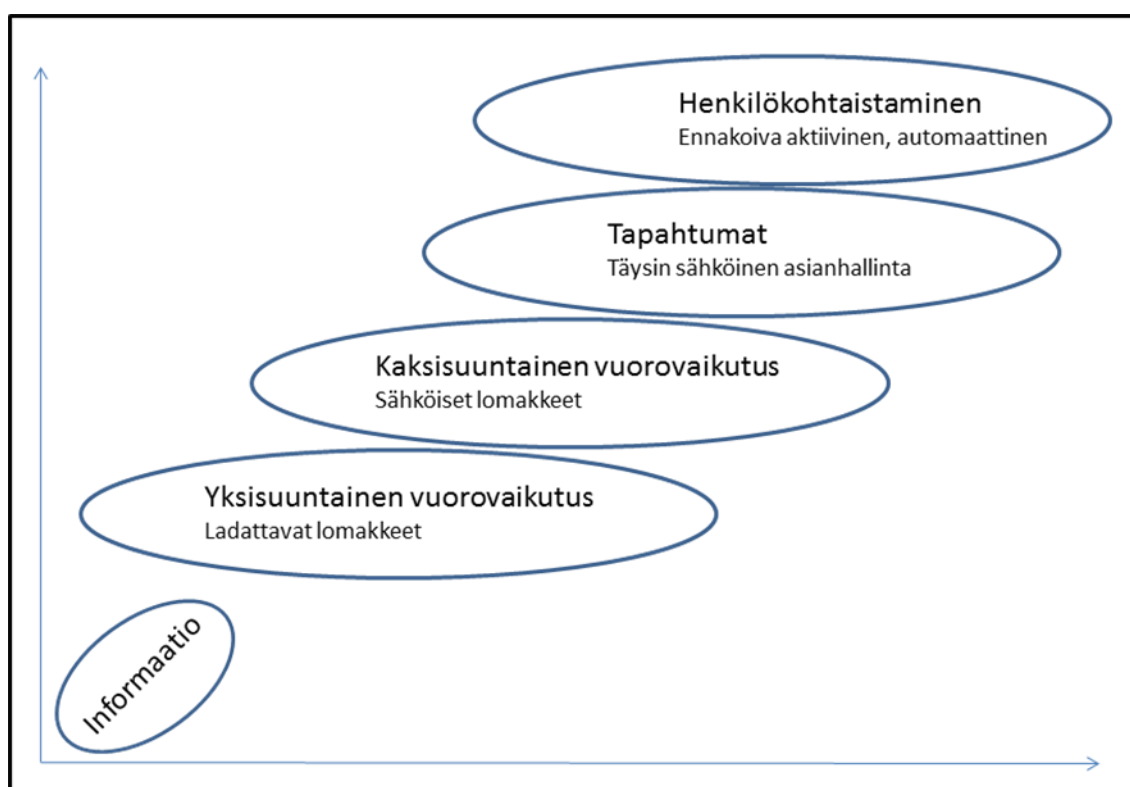 Henkilökohtaistaminen
Ennakoiva aktiivinen, automaattinen
Tapahtumat
Täysin sähköinen asianhallinta
Kaksisuuntainen vuorovaikutus
Sähköiset lomakkeet
Yksisuuntainen vuorovaikutus
Ladattavat lomakkeet
Informaatio